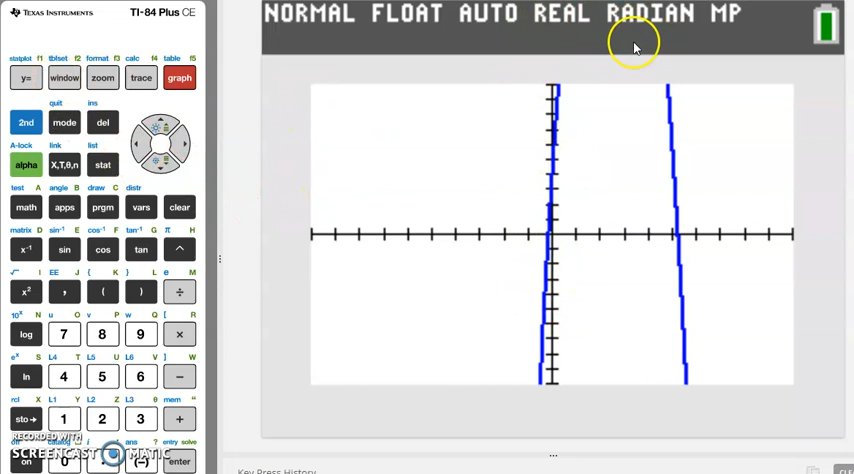 TEXAS INSTRUMENTS TI-84 Plus CE
NORMAL FLOAT AUTO REAL RADIAN MP
statplot f1 tblset f2 format f3 calc f4 table f5
y= window zoom trace graph
quit ins
2nd mode del
A-lock link list
alpha X,T,θ,n stat
test A angle B draw C distr
math apps prgm vars clear
matrix D sin⁻¹ E cos⁻¹ F tan⁻¹ G π H
x⁻¹ sin cos tan ^
√ I EE J { K } L e M
x² , ( ) ÷
10ˣ N u O v P w Q [ R
log 7 8 9 ×
eˣ S L4 T L5 U L6 V ] W
ln 4 5 6 −
rcl X L1 Y L2 Z L3 θ mem "
sto→ 1 2 3 +
off catalog i ans ? entry solve
on 0 . (−) enter
RECORDED WITH
SCREENCAST MATIC
Key Press History